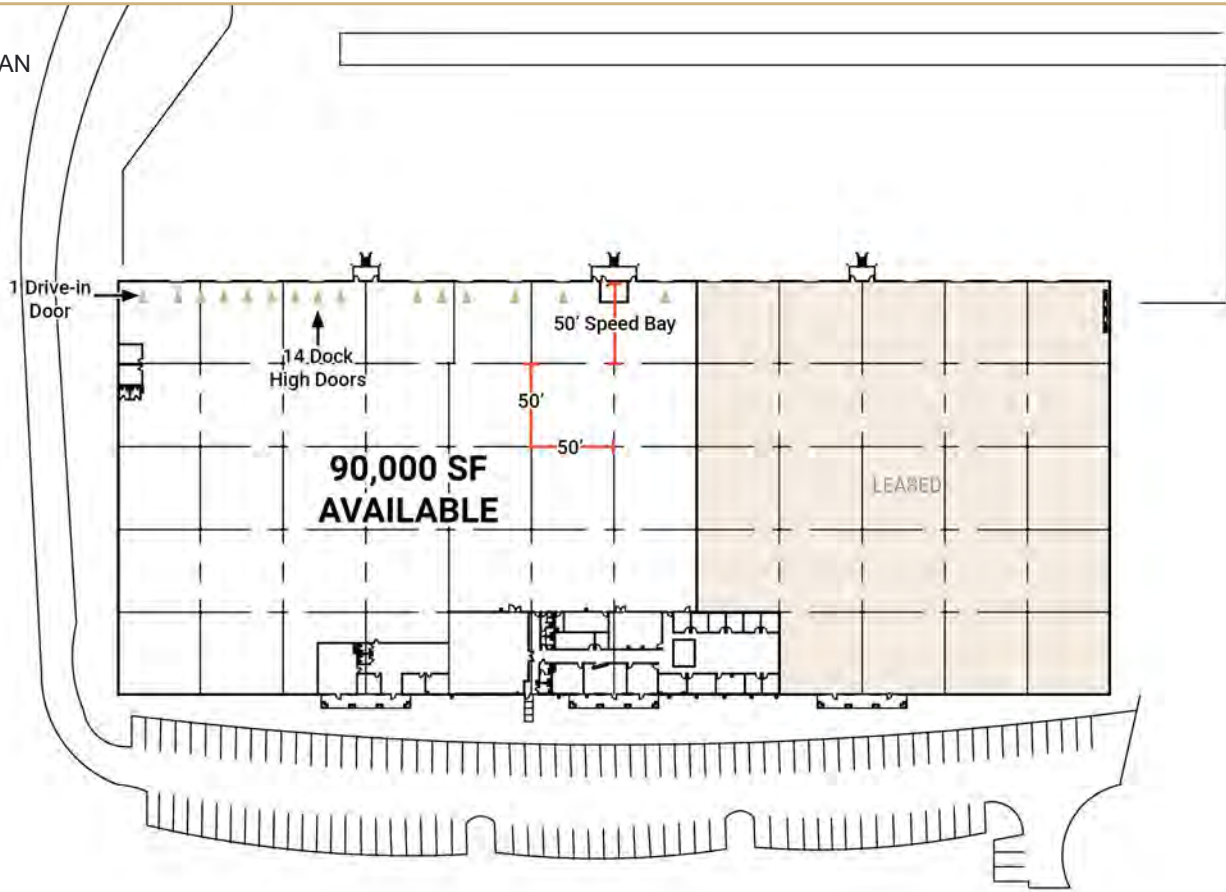 AN
1 Drive-in
Door
14 Dock
High Doors
50' Speed Bay
50'
50'
90,000 SF
AVAILABLE
LEASED